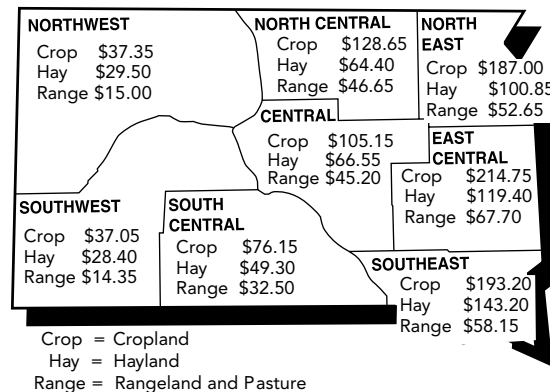 NORTHWEST
Crop $37.35
Hay $29.50
Range $15.00
NORTH CENTRAL
Crop $128.65
Hay $64.40
Range $46.65
NORTH
EAST
Crop $187.00
Hay $100.85
Range $52.65
CENTRAL
Crop $105.15
Hay $66.55
Range $45.20
EAST
CENTRAL
Crop $214.75
Hay $119.40
Range $67.70
SOUTHWEST
Crop $37.05
Hay $28.40
Range $14.35
SOUTH
CENTRAL
Crop $76.15
Hay $49.30
Range $32.50
SOUTHEAST
Crop $193.20
Hay $143.20
Range $58.15
Crop = Cropland
Hay = Hayland
Range = Rangeland and Pasture